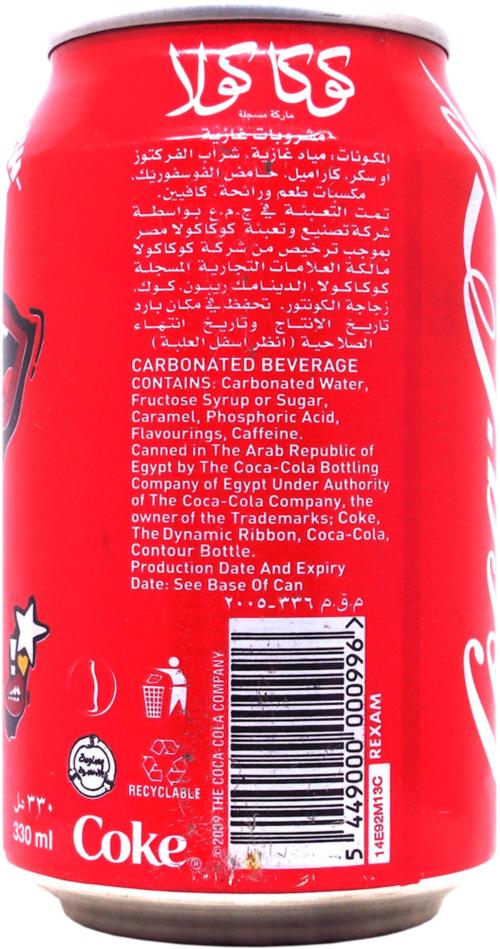 كوكا كولا
ماركة مسجلة
مشروبات غازية
المكونات: مياه غازية، شراب الفركتوز
أو سكر، كاراميل، حامض الفوسفوريك،
مكسبات طعم ورائحة، كافيين.
تمت التعبئة في ج.م.ع بواسطة
شركة تصنيع وتعبئة كوكاكولا مصر
بموجب ترخيص من شركة كوكاكولا
مالكة العلامات التجارية المسجلة
كوكاكولا، الديناميك ريبون، كوك،
زجاجة الكونتور. تحفظ في مكان بارد
تاريخ الإنتاج وتاريخ انتهاء
الصلاحية (انظر أسفل العلبة)
CARBONATED BEVERAGE
CONTAINS: Carbonated Water,
Fructose Syrup or Sugar,
Caramel, Phosphoric Acid,
Flavourings, Caffeine.
Canned in The Arab Republic of
Egypt by The Coca-Cola Bottling
Company of Egypt Under Authority
of The Coca-Cola Company, the
owner of the Trademarks; Coke,
The Dynamic Ribbon, Coca-Cola,
Contour Bottle.
Production Date And Expiry
Date: See Base Of Can
م.ق.م ٣٣٦-٢٠٠٥
RECYCLABLE
٣٣٠ مل
330 ml
Coke®
©2009 THE COCA-COLA COMPANY
5 449000 000996 >
REXAM
14E92M13C